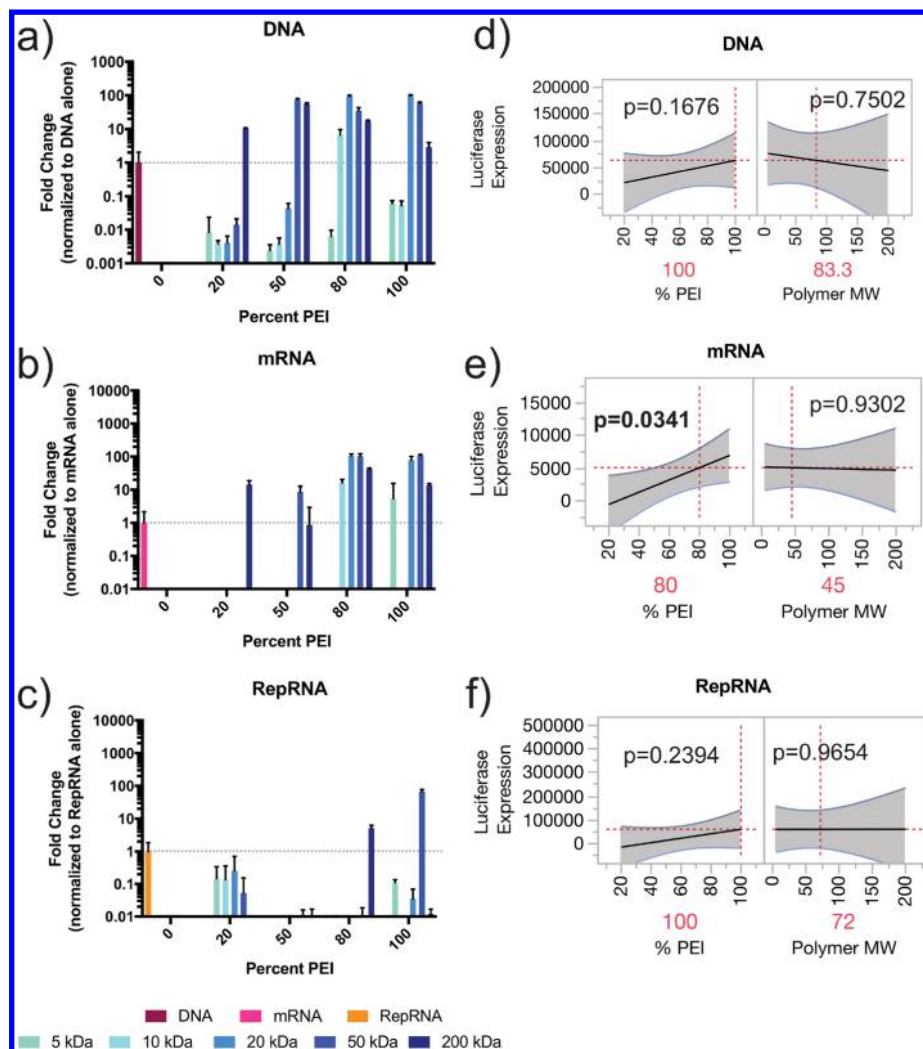 a)
DNA
Fold Change
(normalized to DNA alone)
1000
100
10
1
0.1
0.01
0.001
0
20
50
80
100
Percent PEI
b)
mRNA
Fold Change
(normalized to mRNA alone)
10000
1000
100
10
1
0.1
0.01
0
20
50
80
100
Percent PEI
c)
RepRNA
Fold Change
(normalized to RepRNA alone)
10000
1000
100
10
1
0.1
0.01
0
20
50
80
100
Percent PEI
DNA mRNA RepRNA
5 kDa 10 kDa 20 kDa 50 kDa 200 kDa
d)
DNA
Luciferase
Expression
200000
150000
100000
50000
0
p=0.1676 p=0.7502
20 40 60 80 100 0 50 100 150 200
100 83.3
% PEI Polymer MW
e)
mRNA
Luciferase
Expression
15000
10000
5000
0
p=0.0341 p=0.9302
20 40 60 80 100 0 50 100 150 200
80 45
% PEI Polymer MW
f)
RepRNA
Luciferase
Expression
500000
400000
300000
200000
100000
0
p=0.2394 p=0.9654
20 40 60 80 100 0 50 100 150 200
100 72
% PEI Polymer MW